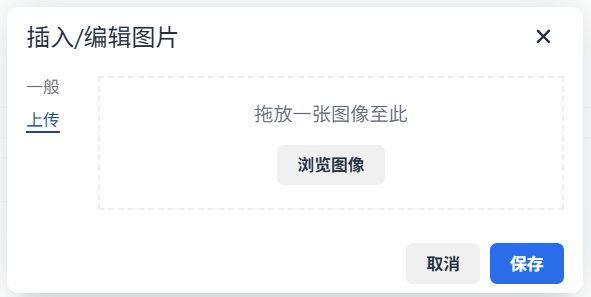 插入/编辑图片
一般
上传
拖放一张图像至此
浏览图像
取消
保存